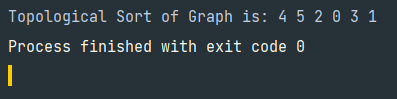 Topological Sort of Graph is: 4 5 2 0 3 1
Process finished with exit code 0